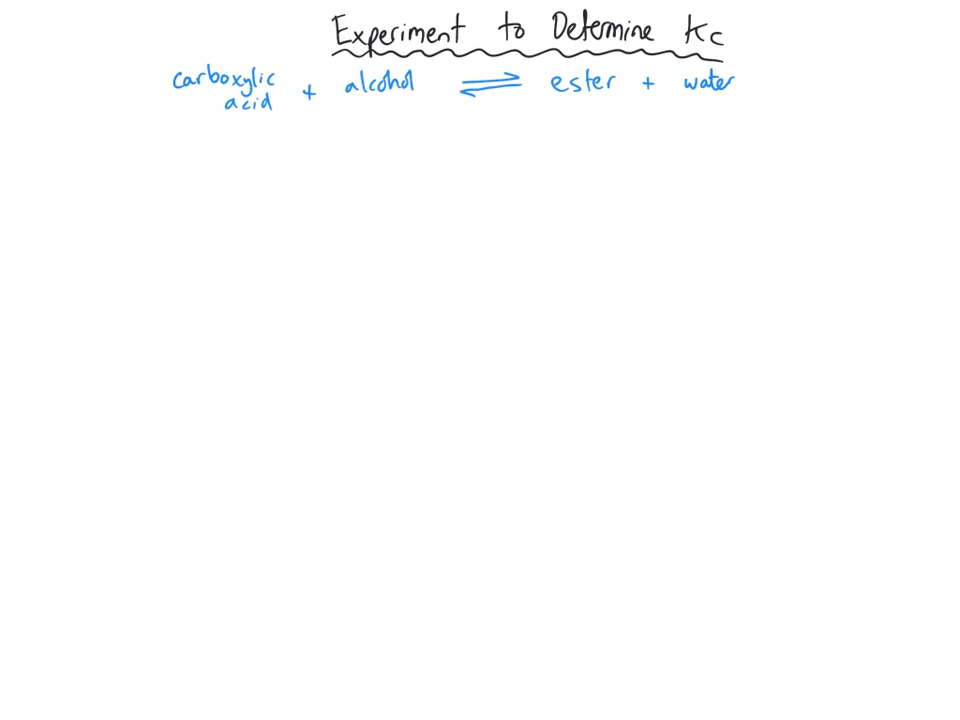 Experiment to Determine Kc
carboxylic acid + alcohol ⇌ ester + water